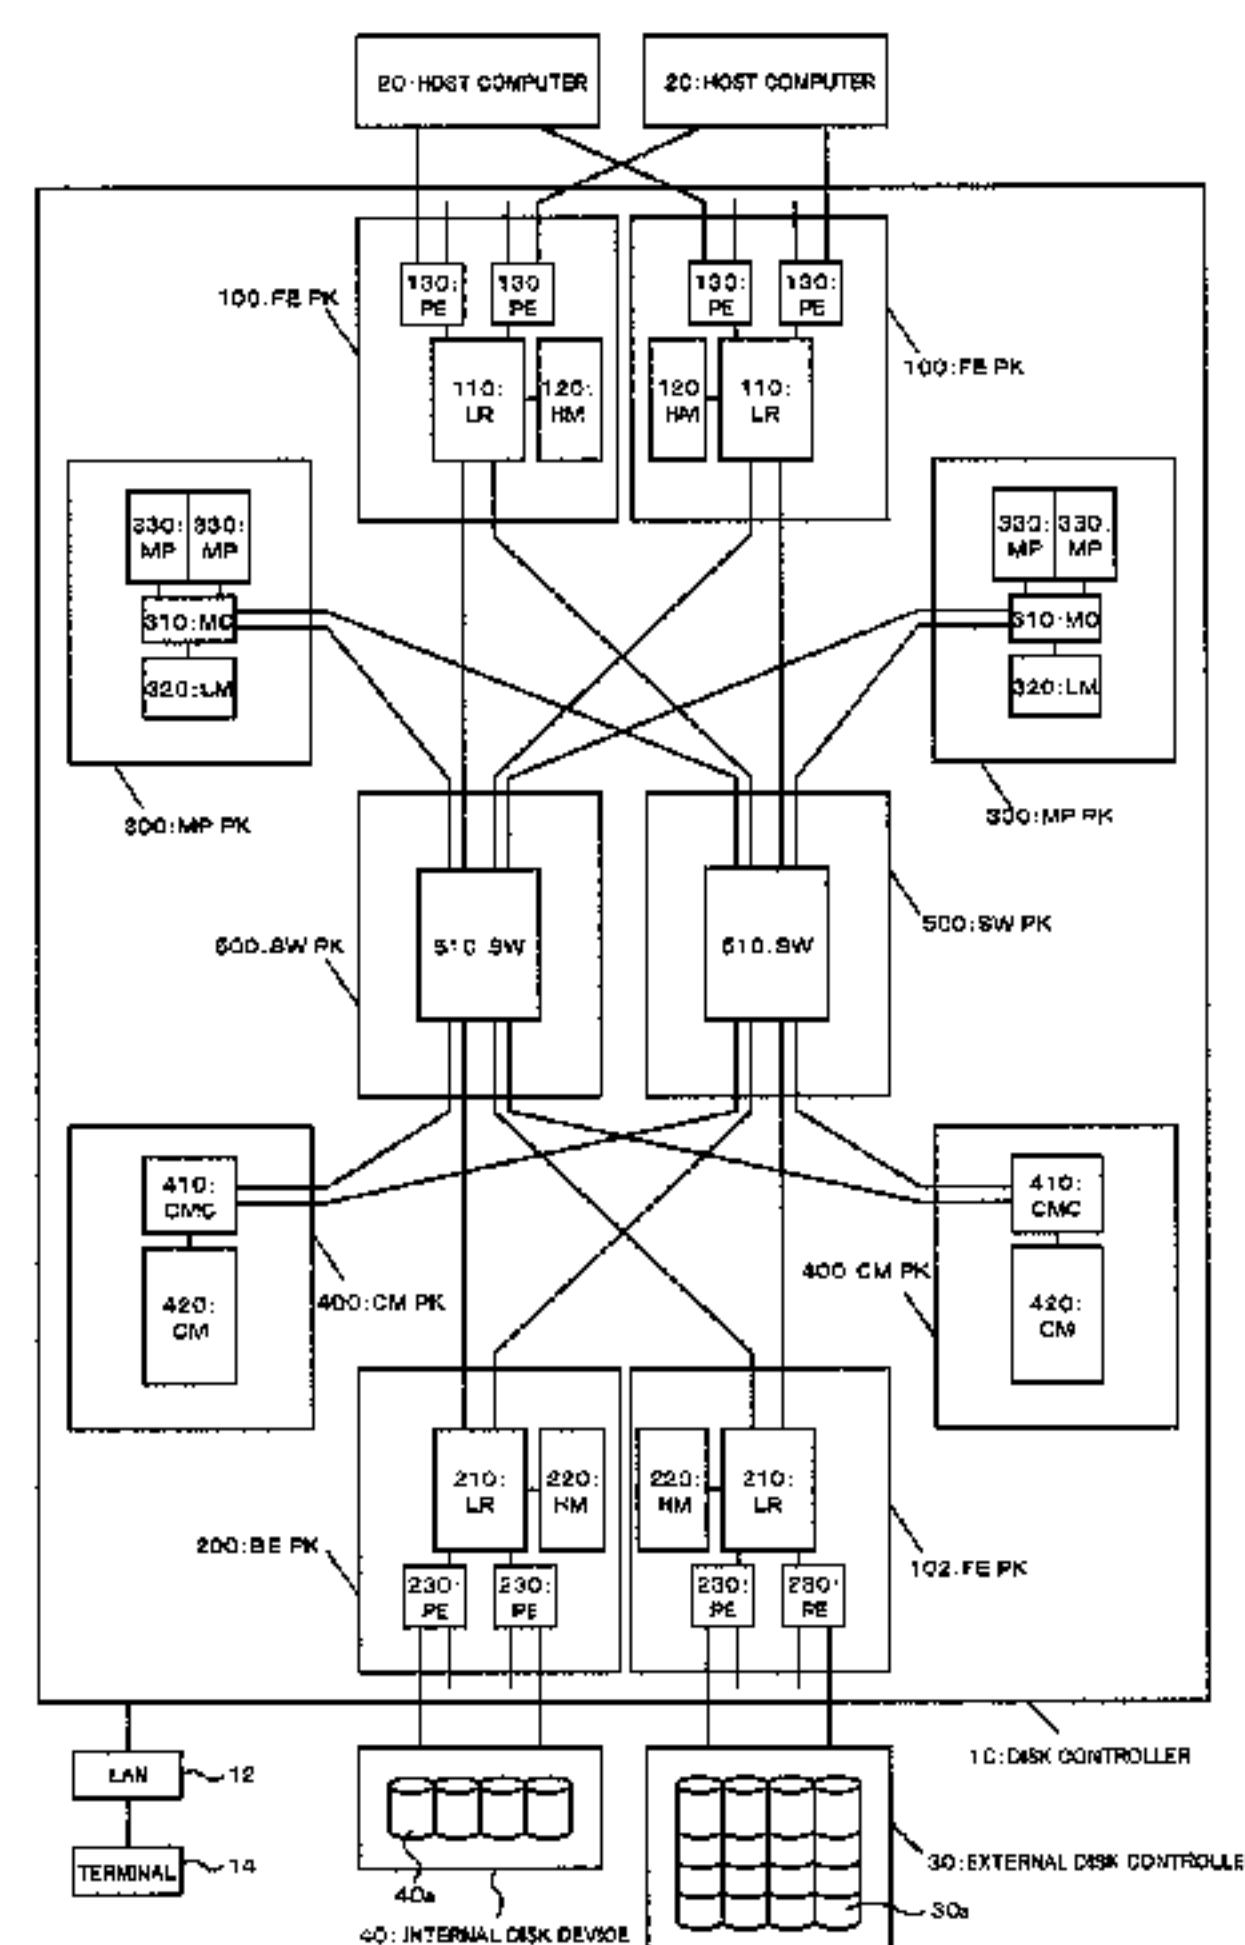 20:HOST COMPUTER
20:HOST COMPUTER
130:
PE
130
PE
130:
PE
130:
PE
100.FE PK
100:FE PK
110:
LR
120:
HM
120
HM
110:
LR
330:
MP
330:
MP
330:
MP
330.
MP
310:MC
310:MC
320:LM
320:LM
300:MP PK
300:MP PK
500:SW PK
500.SW PK
510.SW
510.SW
410:
CMC
410:
CMC
400:CM PK
400 CM PK
420:
CM
420:
CM
210:
LR
220:
HM
220:
HM
210:
LR
200:BE PK
102.FE PK
230:
PE
230:
PE
230:
PE
230:
PE
10:DISK CONTROLLER
LAN
12
TERMINAL
14
40a
40: INTERNAL DISK DEVICE
30:EXTERNAL DISK CONTROLLE
30a